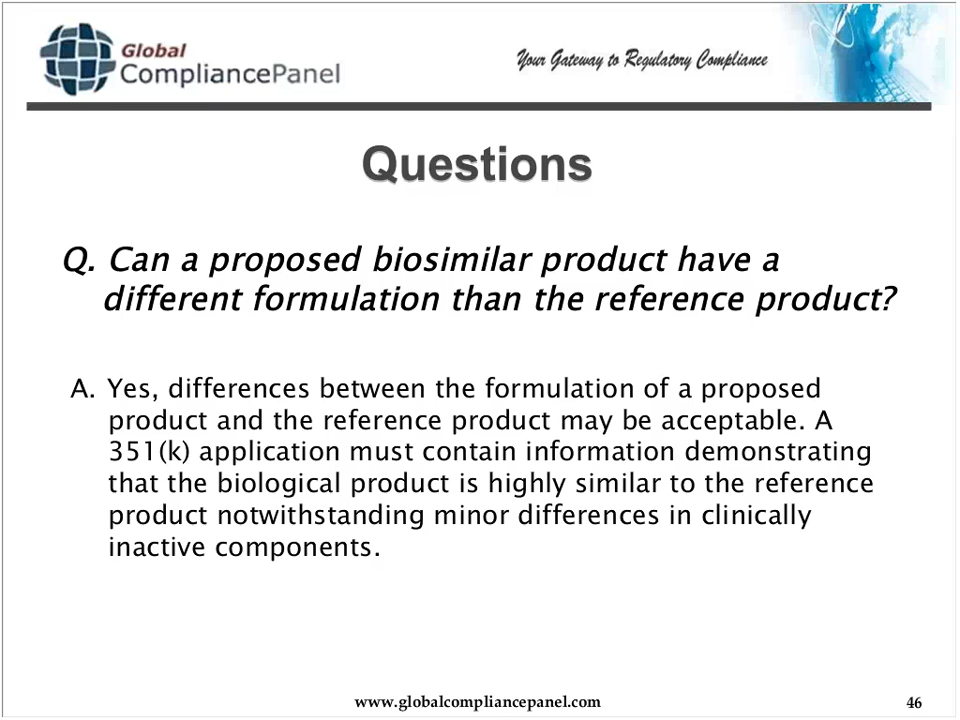 Global
CompliancePanel
Your Gateway to Regulatory Compliance
Questions
Q. Can a proposed biosimilar product have a
different formulation than the reference product?
A. Yes, differences between the formulation of a proposed
product and the reference product may be acceptable. A
351(k) application must contain information demonstrating
that the biological product is highly similar to the reference
product notwithstanding minor differences in clinically
inactive components.
www.globalcompliancepanel.com
46